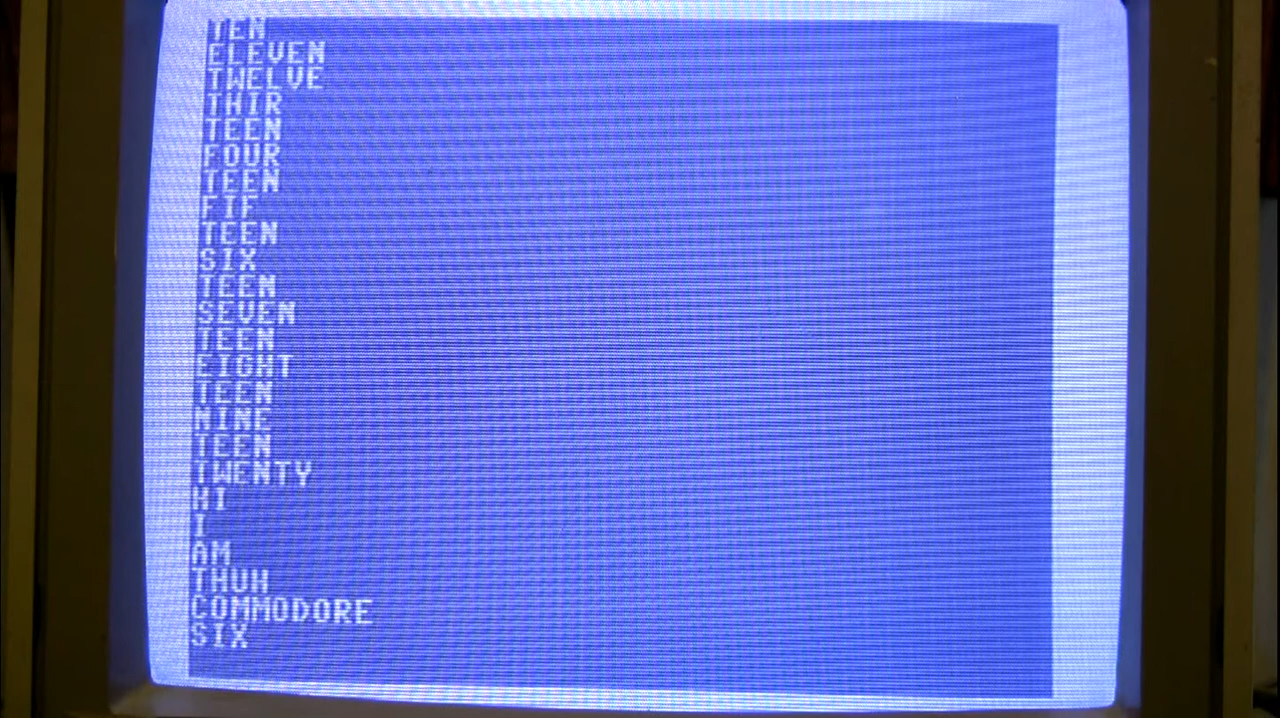 TEN
ELEVEN
TWELVE
THIR
TEEN
FOUR
TEEN
FIF
TEEN
SIX
TEEN
SEVEN
TEEN
EIGHT
TEEN
NINE
TEEN
TWENTY
HI
I
AM
THUH
COMMODORE
SIX